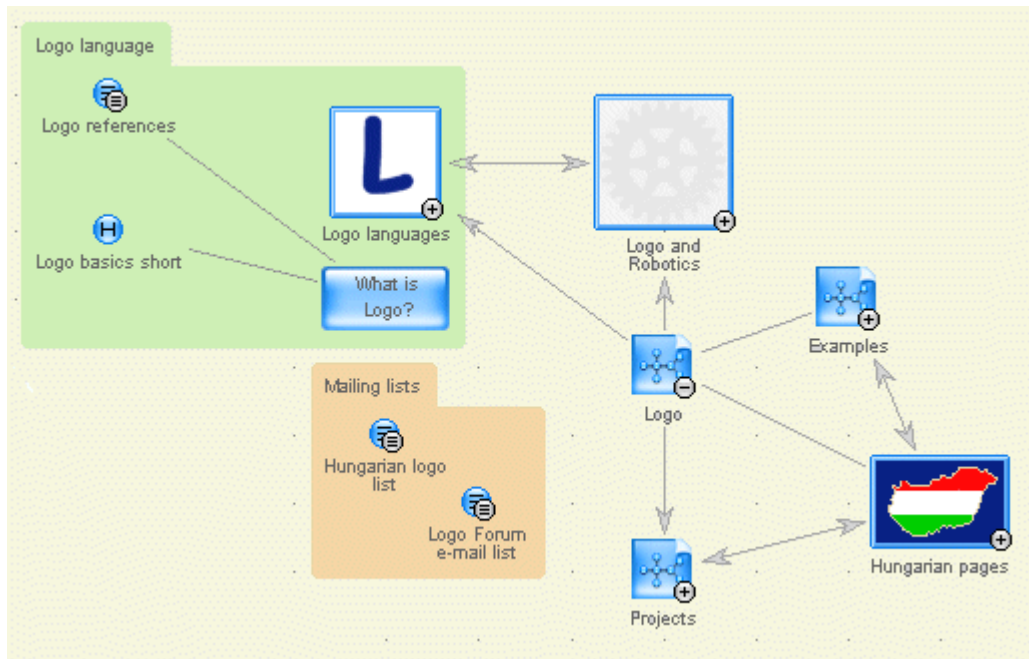 Logo language
Logo references
Logo basics short
L
Logo languages
What is
Logo?
Logo and
Robotics
Examples
Logo
Mailing lists
Hungarian logo
list
Logo Forum
e-mail list
Hungarian pages
Projects